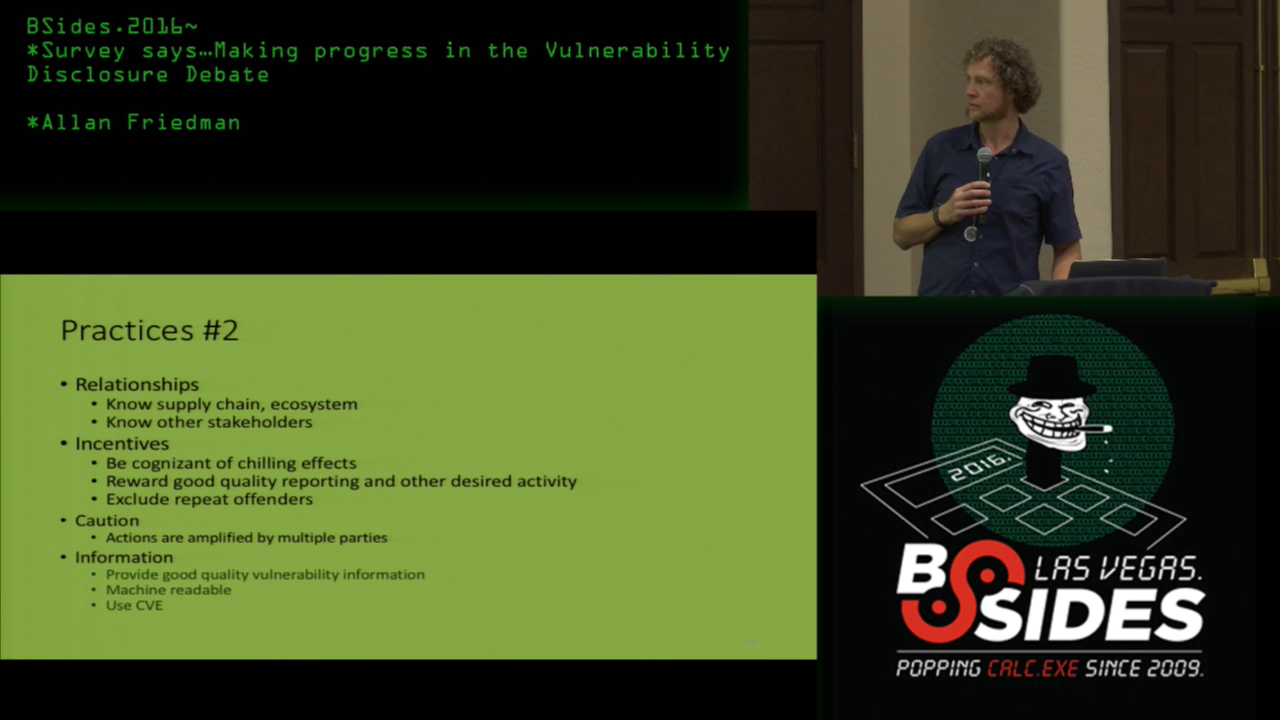 BSides.2016~
*Survey says…Making progress in the Vulnerability
Disclosure Debate
*Allan Friedman
Practices #2
• Relationships
• Know supply chain, ecosystem
• Know other stakeholders
• Incentives
• Be cognizant of chilling effects
• Reward good quality reporting and other desired activity
• Exclude repeat offenders
• Caution
• Actions are amplified by multiple parties
• Information
• Provide good quality vulnerability information
• Machine readable
• Use CVE
2016.
BSIDES
LAS VEGAS.
POPPING CALC.EXE SINCE 2009.